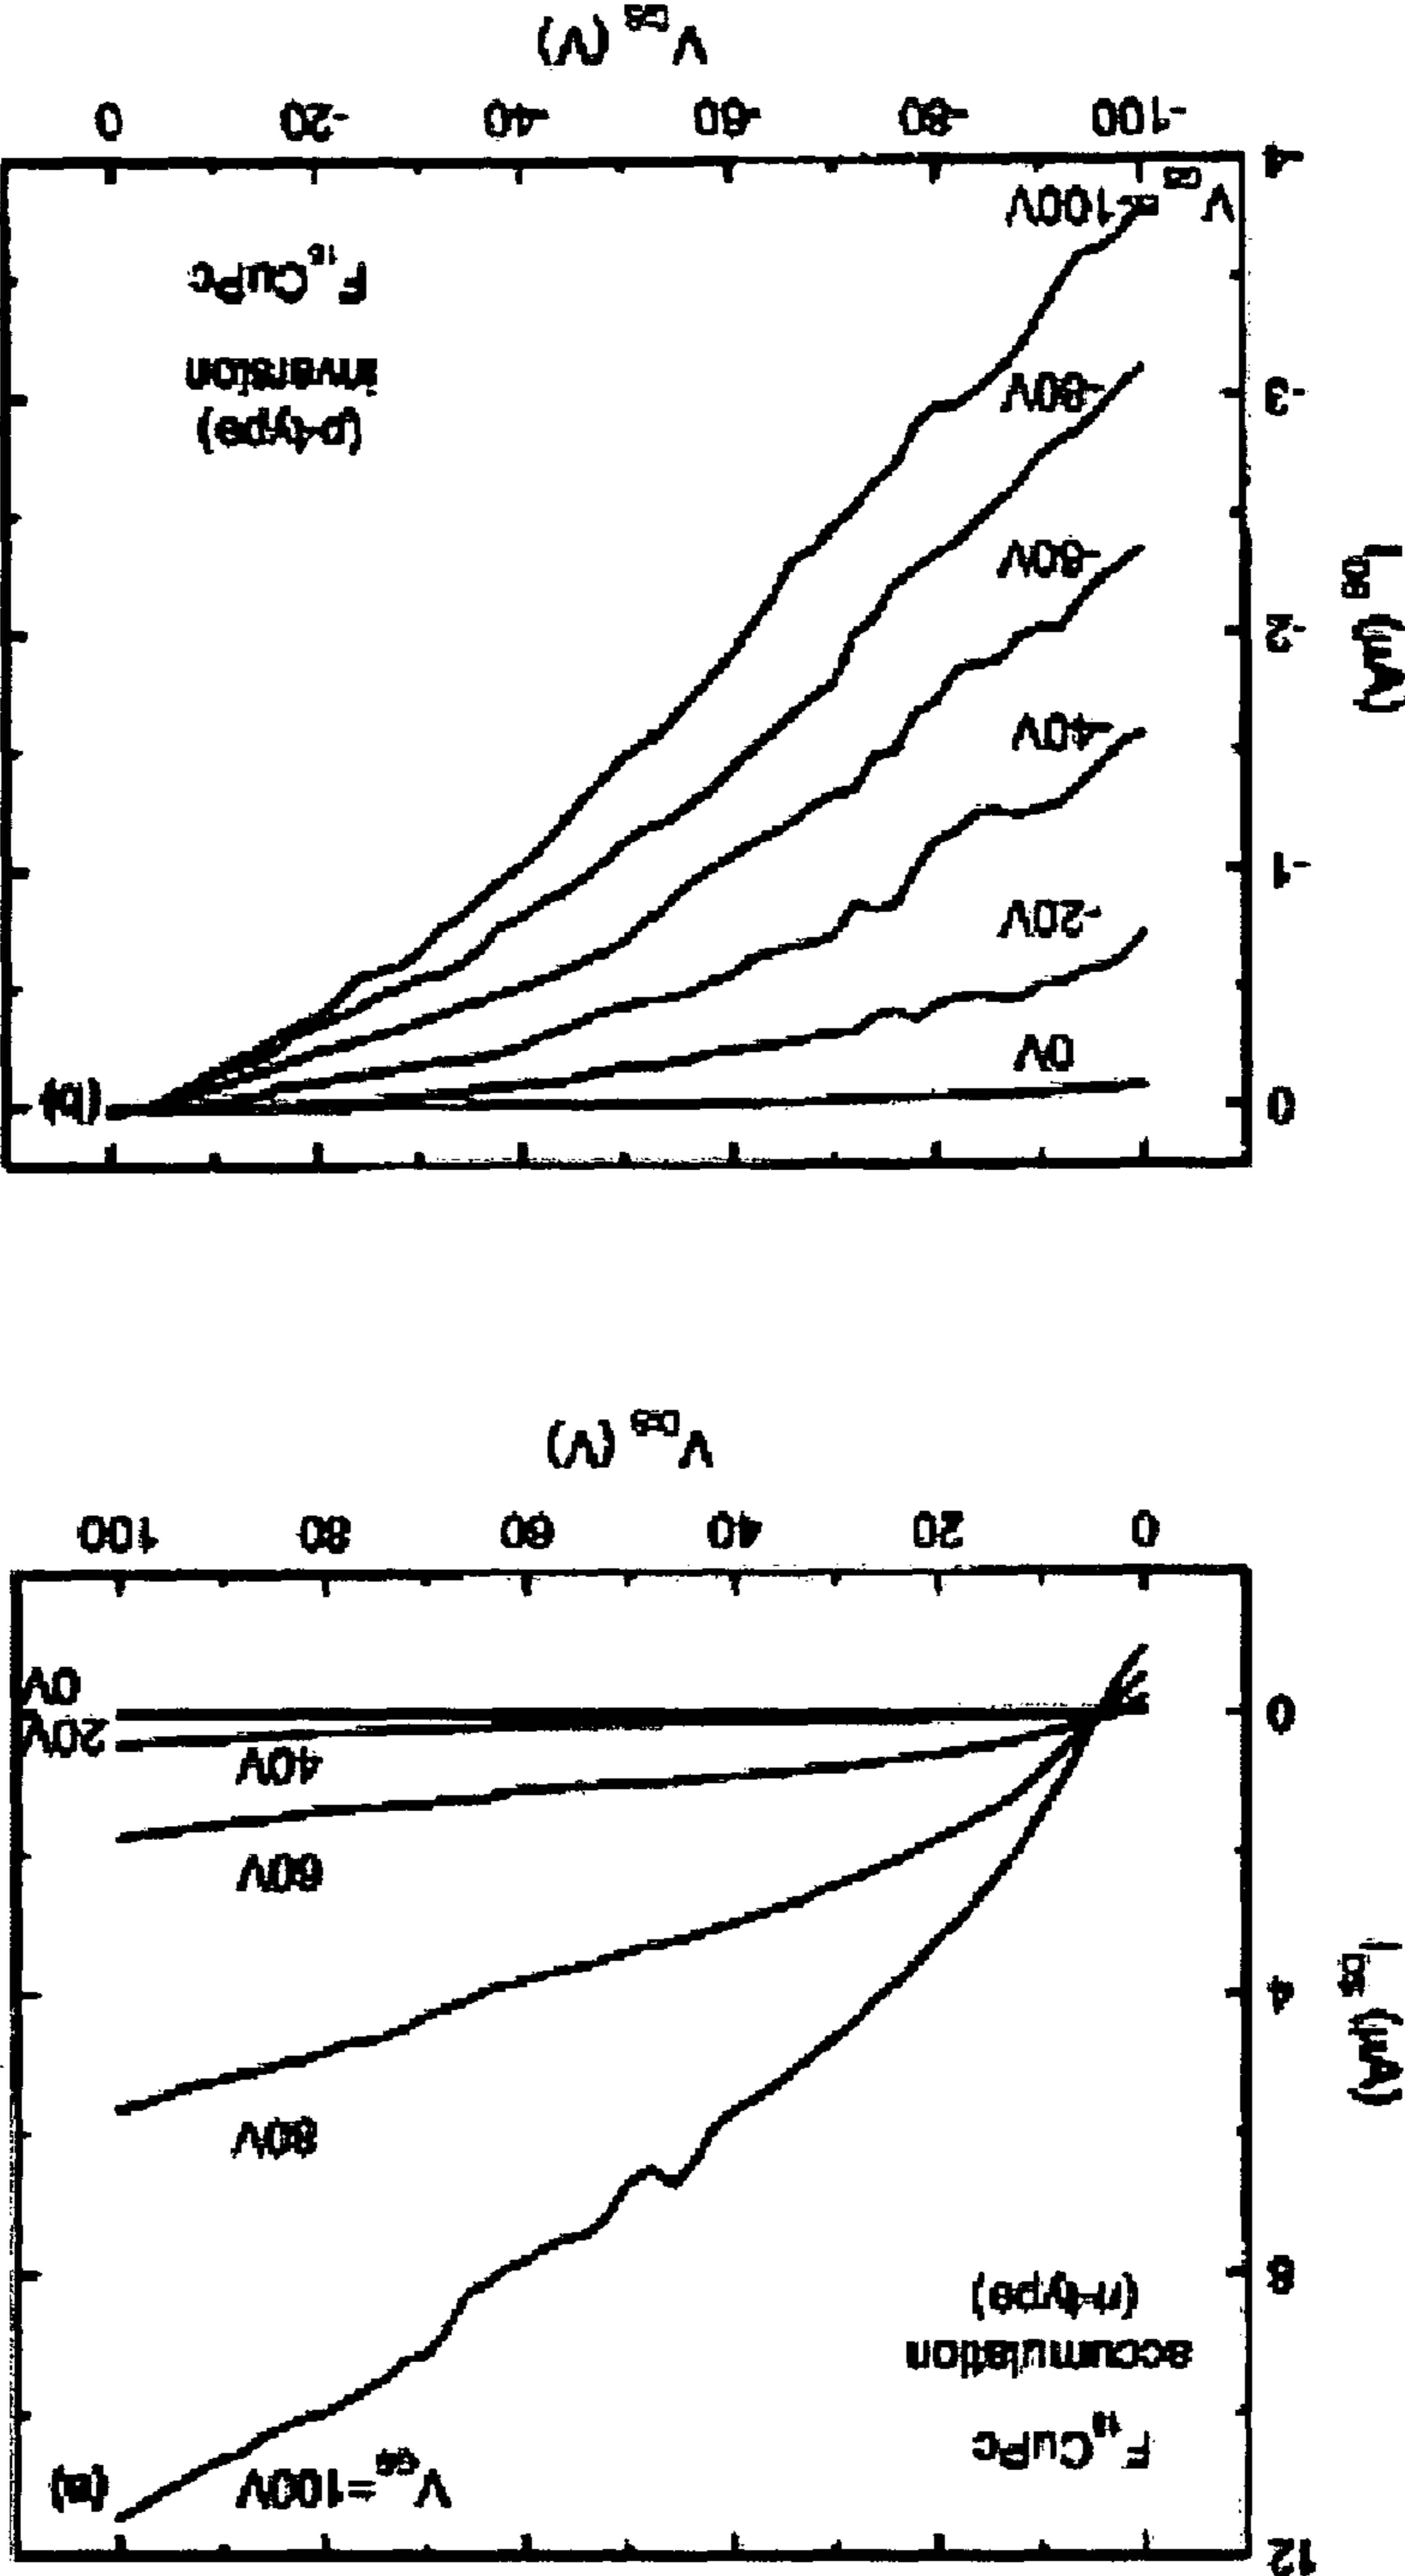 12
F₁₆CuPc
accumulation
(n-type)
V_GS=100V
(a)
8
80V
I_DS (µA)
4
60V
40V
20V
0
0V
0 20 40 60 80 100
V_DS (V)
(b)
0
0V
-20V
-1
-40V
I_DS (µA)
-2
-60V
-3
-80V
(p-type)
inversion
F₁₆CuPc
V_GS=-100V
-4
-100 -80 -60 -40 -20 0
V_DS (V)